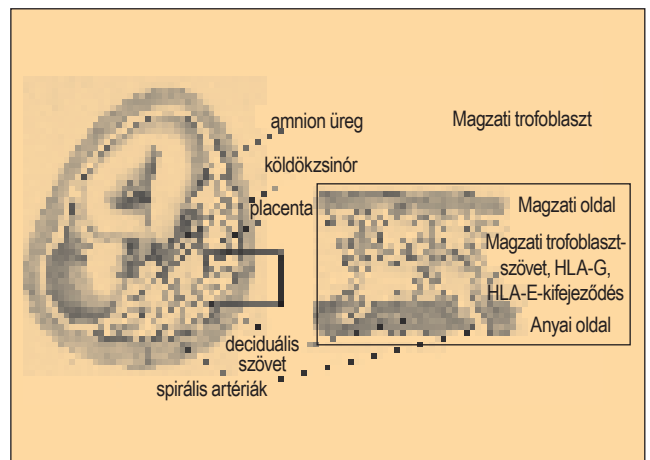 amnion üreg
Magzati trofoblaszt
köldökzsinór
placenta
Magzati oldal
Magzati trofoblaszt-
szövet, HLA-G,
HLA-E-kifejeződés
Anyai oldal
deciduális
szövet
spirális artériák